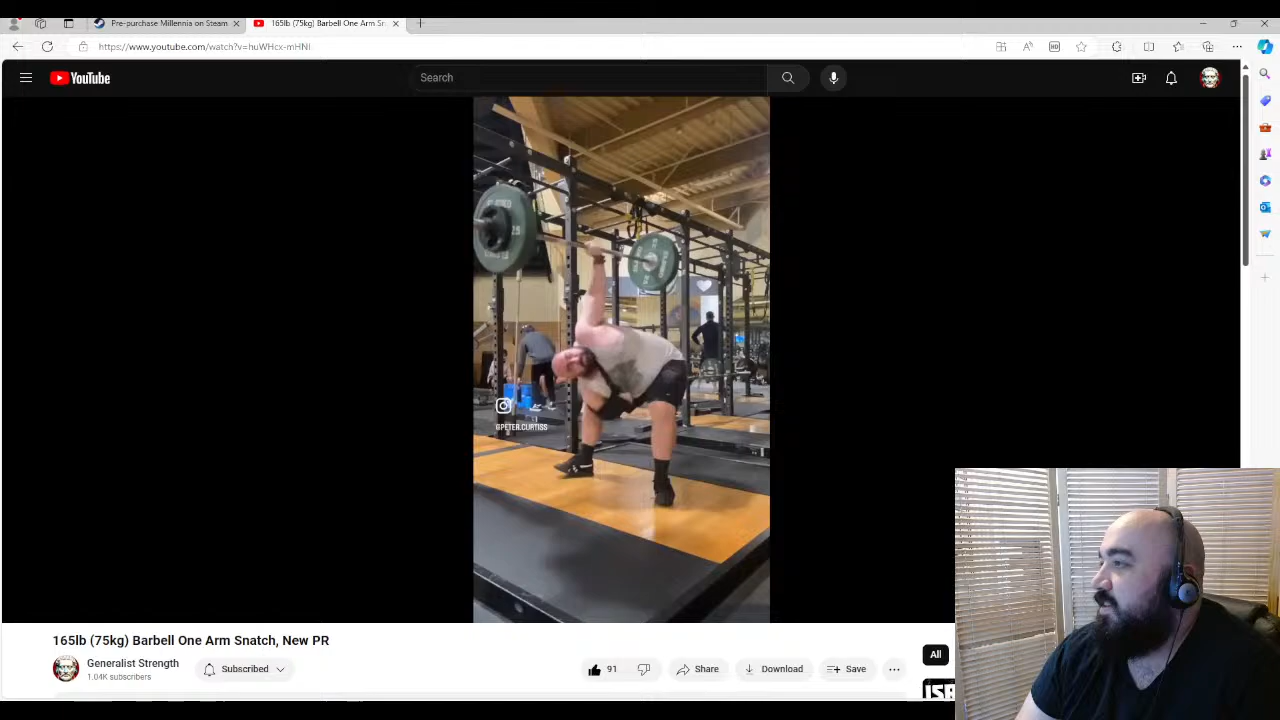 Pre-purchase Millennia on Steam
165lb (75kg) Barbell One Arm Sn
https://www.youtube.com/watch?v=huWHcx-mHNI
YouTube
Search
@PETER.CURTISS
165lb (75kg) Barbell One Arm Snatch, New PR
Generalist Strength
1.04K subscribers
Subscribed
91
Share
Download
Save
All